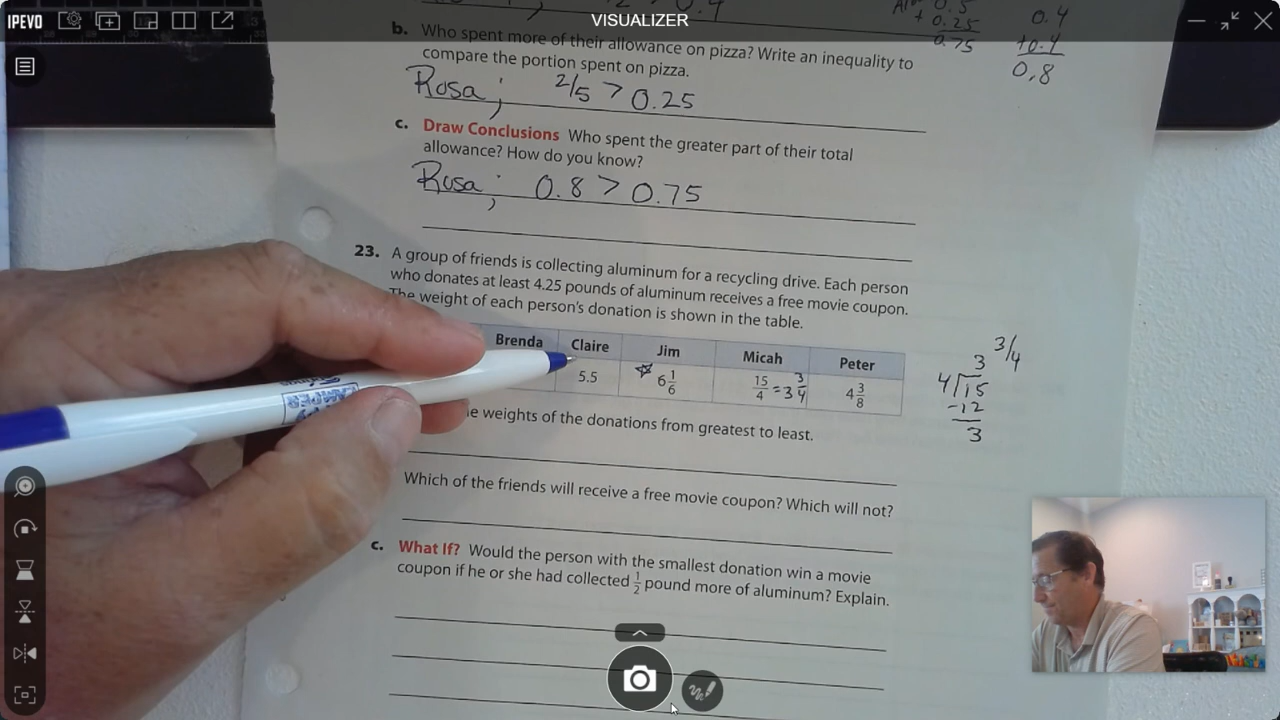 IPEVO
VISUALIZER
0.5
+ 0.25
0.75
0.4
+0.4
0.8
b. Who spent more of their allowance on pizza? Write an inequality to
compare the portion spent on pizza.
Rosa; 2/5 > 0.25
c. Draw Conclusions Who spent the greater part of their total
allowance? How do you know?
Rosa; 0.8 > 0.75
23. A group of friends is collecting aluminum for a recycling drive. Each person
who donates at least 4.25 pounds of aluminum receives a free movie coupon.
The weight of each person's donation is shown in the table.
Brenda Claire Jim Micah Peter
5.5 6 1/6 15/4 = 3 3/4 4 3/8
3 3/4
4)15
-12
3
weights of the donations from greatest to least.
Which of the friends will receive a free movie coupon? Which will not?
c. What If? Would the person with the smallest donation win a movie
coupon if he or she had collected 1/2 pound more of aluminum? Explain.